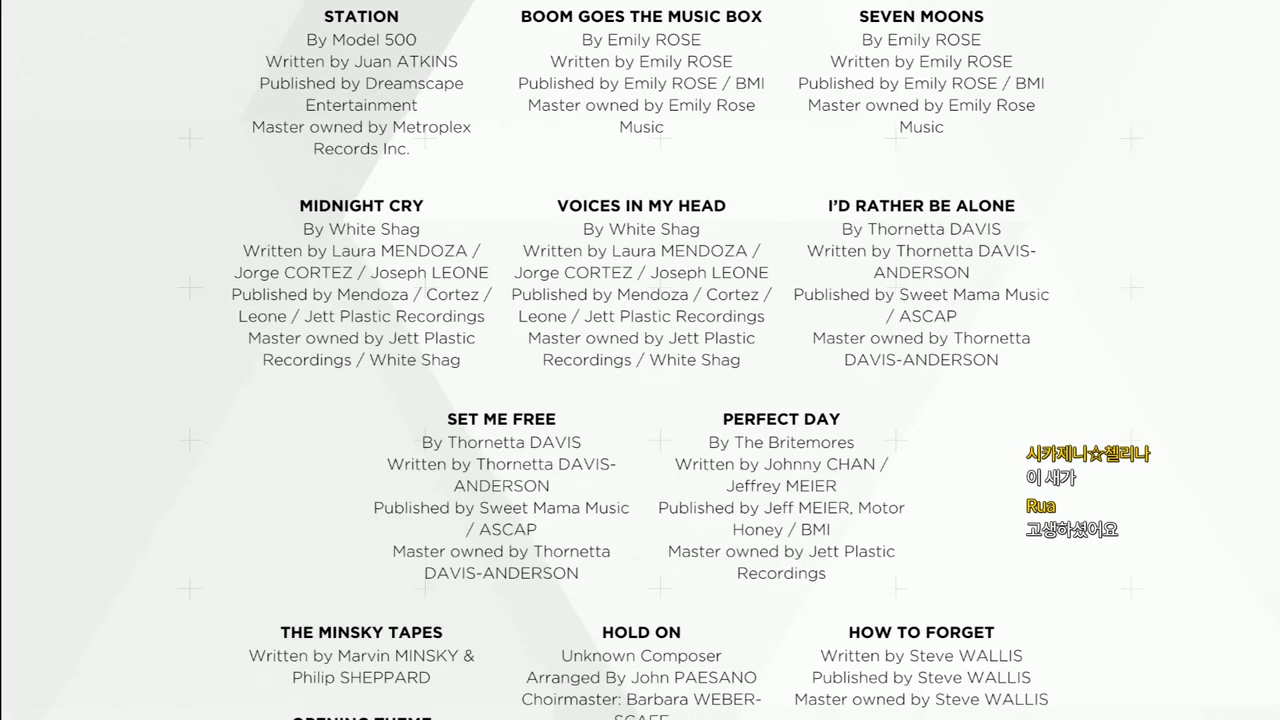 STATION
By Model 500
Written by Juan ATKINS
Published by Dreamscape
Entertainment
Master owned by Metroplex
Records Inc.
BOOM GOES THE MUSIC BOX
By Emily ROSE
Written by Emily ROSE
Published by Emily ROSE / BMI
Master owned by Emily Rose
Music
SEVEN MOONS
By Emily ROSE
Written by Emily ROSE
Published by Emily ROSE / BMI
Master owned by Emily Rose
Music
MIDNIGHT CRY
By White Shag
Written by Laura MENDOZA /
Jorge CORTEZ / Joseph LEONE
Published by Mendoza / Cortez /
Leone / Jett Plastic Recordings
Master owned by Jett Plastic
Recordings / White Shag
VOICES IN MY HEAD
By White Shag
Written by Laura MENDOZA /
Jorge CORTEZ / Joseph LEONE
Published by Mendoza / Cortez /
Leone / Jett Plastic Recordings
Master owned by Jett Plastic
Recordings / White Shag
I'D RATHER BE ALONE
By Thornetta DAVIS
Written by Thornetta DAVIS-
ANDERSON
Published by Sweet Mama Music
/ ASCAP
Master owned by Thornetta
DAVIS-ANDERSON
SET ME FREE
By Thornetta DAVIS
Written by Thornetta DAVIS-
ANDERSON
Published by Sweet Mama Music
/ ASCAP
Master owned by Thornetta
DAVIS-ANDERSON
PERFECT DAY
By The Britemores
Written by Johnny CHAN /
Jeffrey MEIER
Published by Jeff MEIER, Motor
Honey / BMI
Master owned by Jett Plastic
Recordings
시카제니☆첼리나
이 새가
Rua
고생하셨어요
THE MINSKY TAPES
Written by Marvin MINSKY &
Philip SHEPPARD
HOLD ON
Unknown Composer
Arranged By John PAESANO
Choirmaster: Barbara WEBER-
SCAFF
HOW TO FORGET
Written by Steve WALLIS
Published by Steve WALLIS
Master owned by Steve WALLIS
OPENING THEME